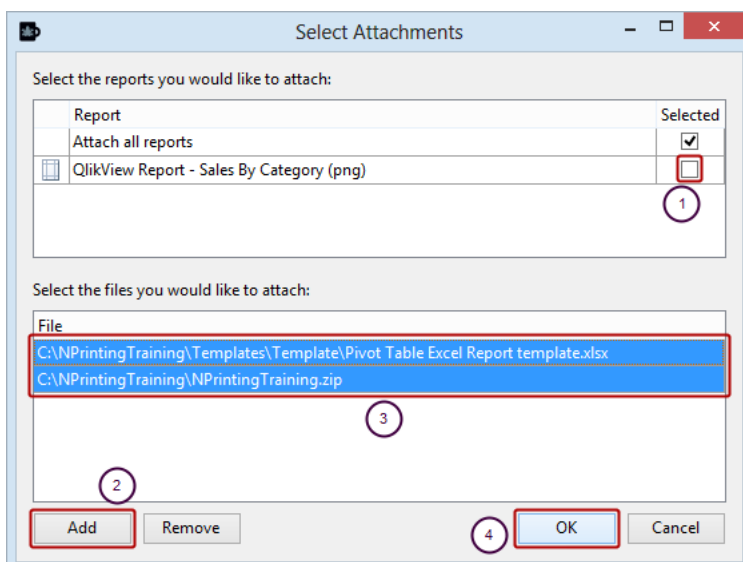 Select Attachments
Select the reports you would like to attach:
Report Selected
Attach all reports
QlikView Report - Sales By Category (png)
1
Select the files you would like to attach:
File
C:\NPrintingTraining\Templates\Template\Pivot Table Excel Report template.xlsx
C:\NPrintingTraining\NPrintingTraining.zip
3
2
Add Remove 4 OK Cancel